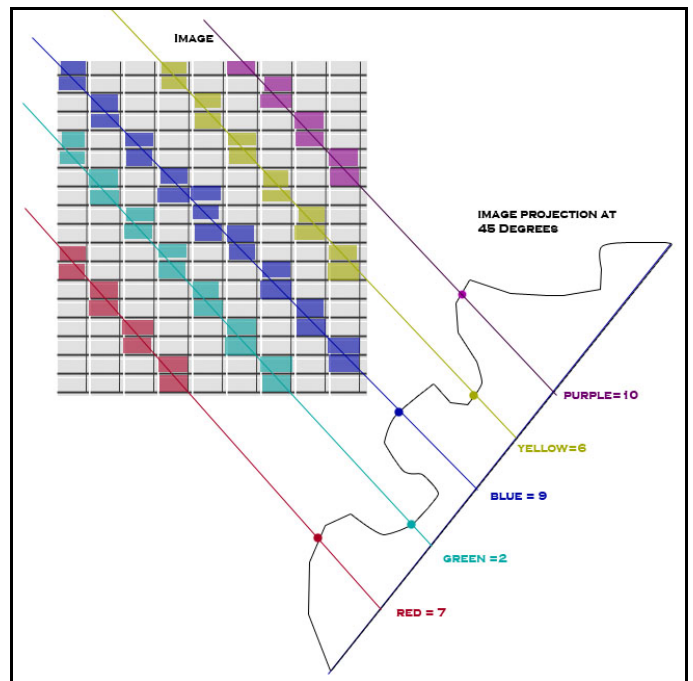 IMAGE
IMAGE PROJECTION AT
45 DEGREES
PURPLE=10
YELLOW=6
BLUE = 9
GREEN =2
RED = 7